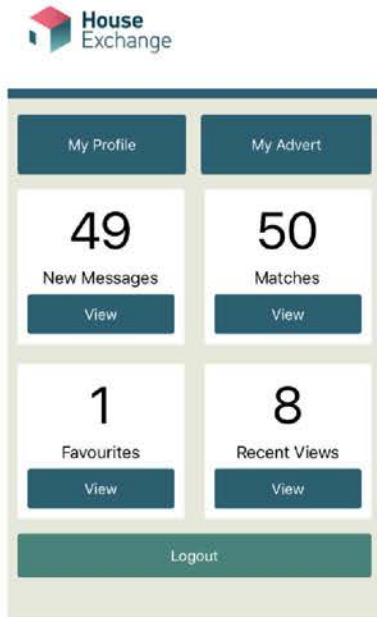 House
Exchange
My Profile
My Advert
49
50
New Messages
Matches
View
View
1
8
Favourites
Recent Views
View
View
Logout